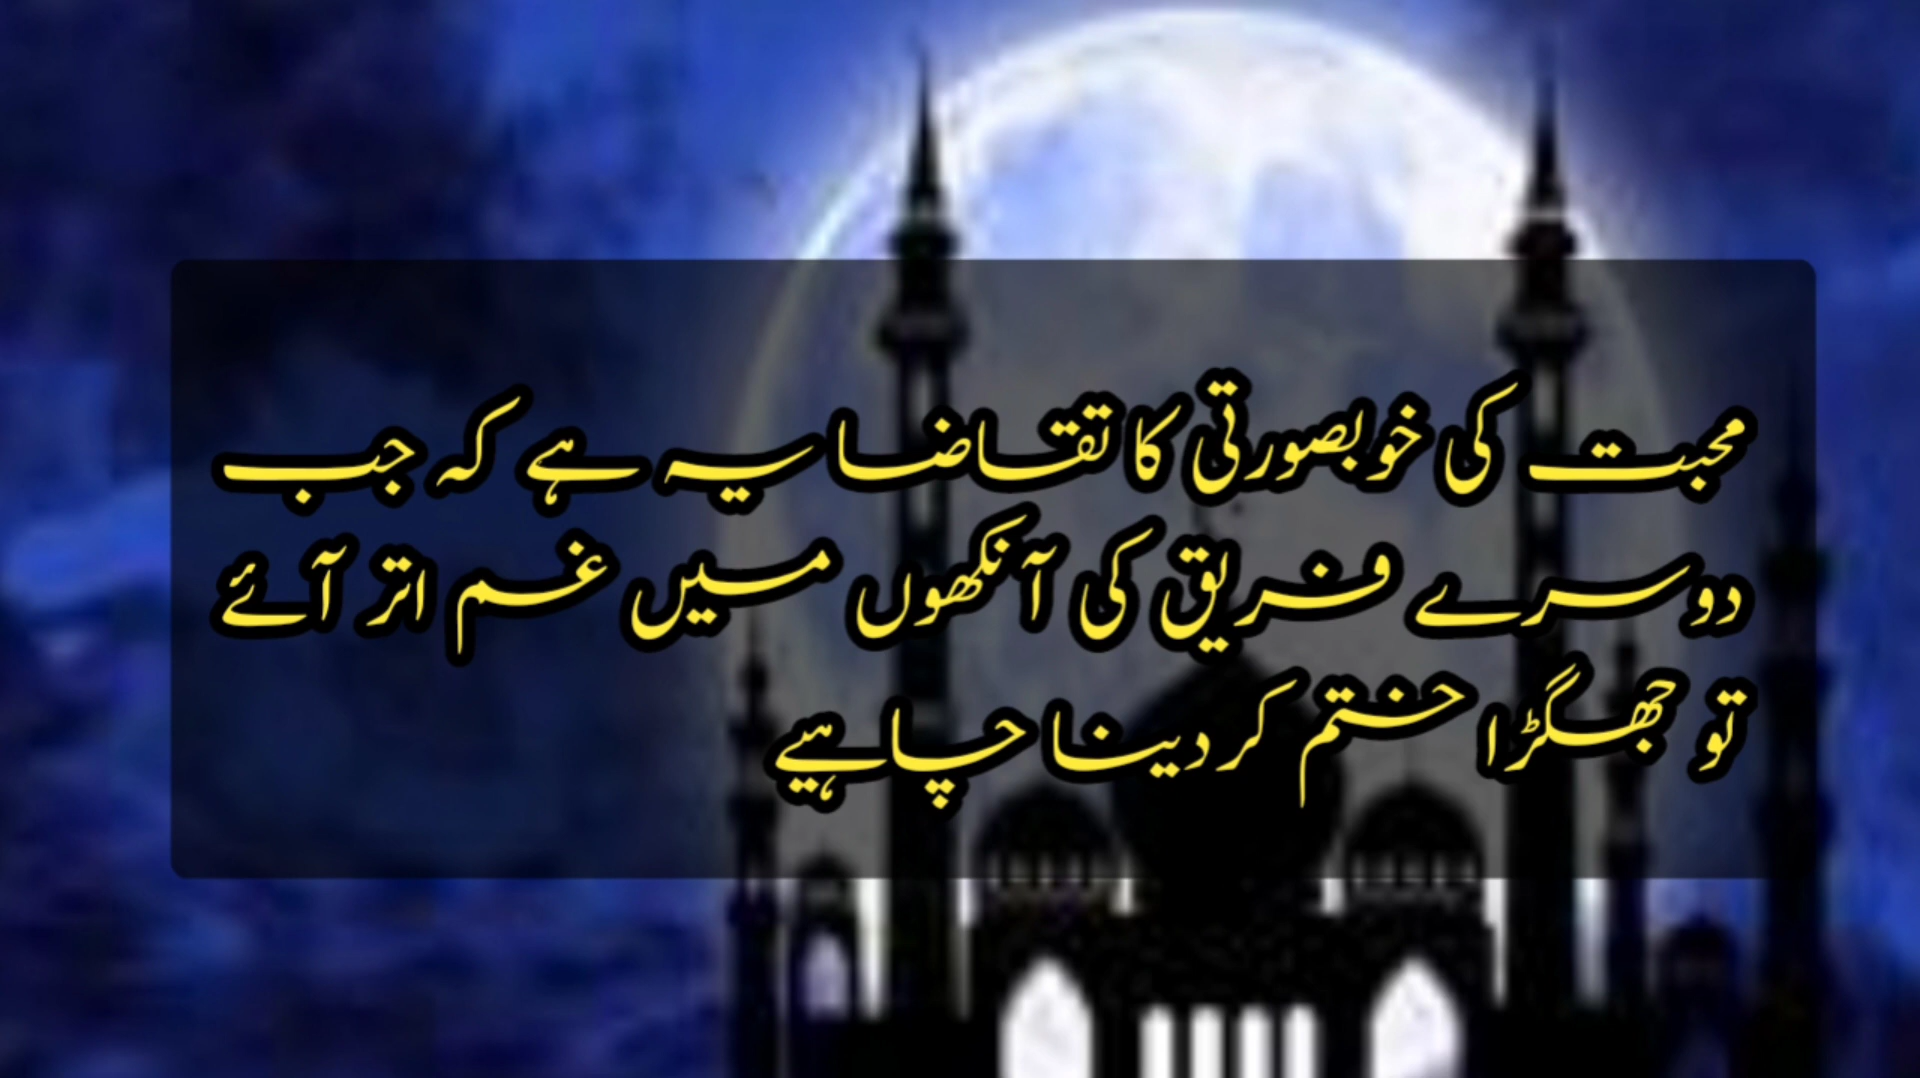 محبت کی خوبصورتی کا تقاضا یہ ہے کہ جب
دوسرے فریق کی آنکھوں میں غم اتر آئے
تو جھگڑا ختم کر دینا چاہیے